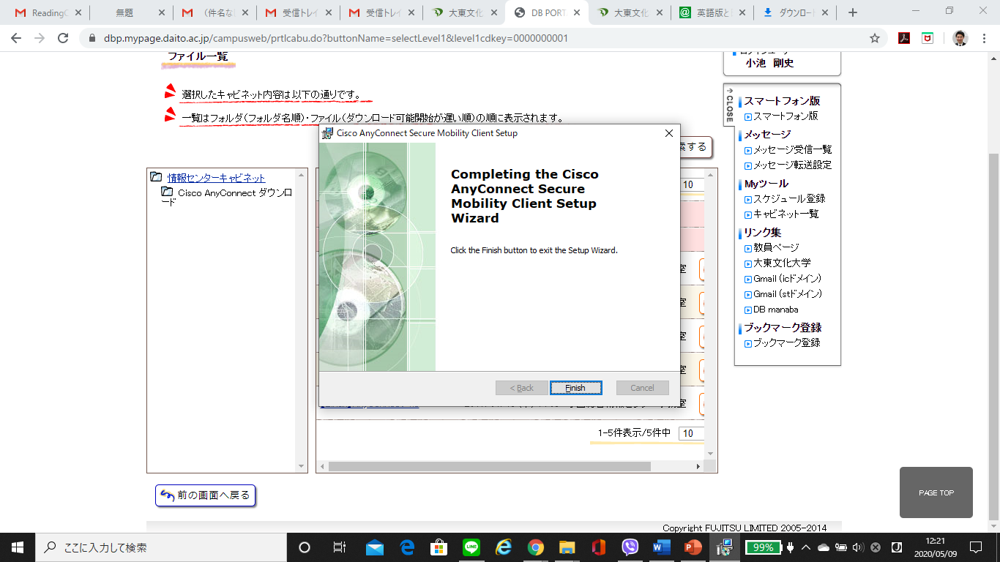 ReadingC
無題
（件名な
受信トレイ
受信トレイ
大東文化
DB PORT
大東文化
英語版と
ダウンロー
dbp.mypage.daito.ac.jp/campusweb/prtlcabu.do?buttonName=selectLevel1&level1cdkey=0000000001
ファイル一覧
選択したキャビネット内容は以下の通りです。
一覧はフォルダ(フォルダ名順)・ファイル(ダウンロード可能開始が遅い順)の順に表示されます。
索する
情報センターキャビネット
Cisco AnyConnect ダウンロ
ード
10
室
室
室
室
室
1-5件表示/5件中 10
前の画面へ戻る
Cisco AnyConnect Secure Mobility Client Setup
Completing the Cisco
AnyConnect Secure
Mobility Client Setup
Wizard
Click the Finish button to exit the Setup Wizard.
< Back
Finish
Cancel
小池 剛史
CLOSE
スマートフォン版
スマートフォン版
メッセージ
メッセージ受信一覧
メッセージ転送設定
Myツール
スケジュール登録
キャビネット一覧
リンク集
教員ページ
大東文化大学
Gmail (icドメイン)
Gmail (stドメイン)
DB manaba
ブックマーク登録
ブックマーク登録
PAGE TOP
Copyright FUJITSU LIMITED 2005-2014
ここに入力して検索
LINE
99%
12:21
2020/05/09